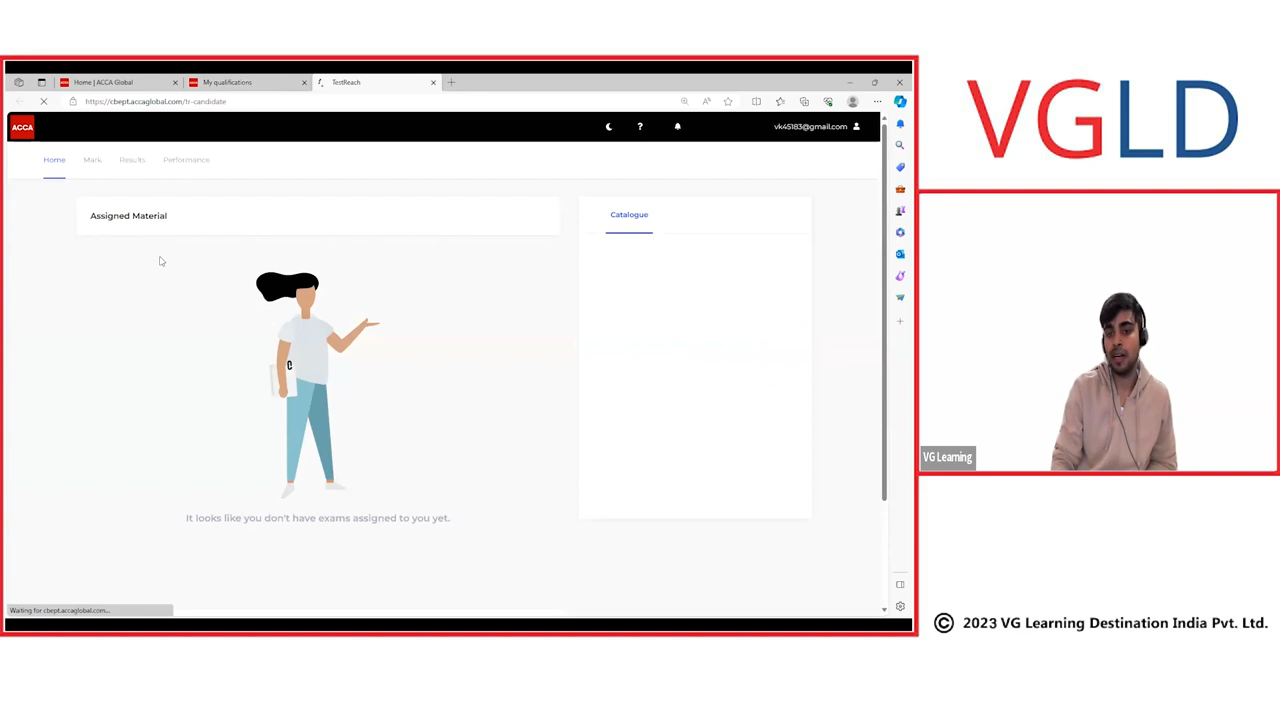 Home | ACCA Global
My qualifications
TestReach
https://cbept.accaglobal.com/tr-candidate
ACCA
vk45183@gmail.com
Home
Mark
Results
Performance
Assigned Material
Catalogue
It looks like you don't have exams assigned to you yet.
Waiting for cbept.accaglobal.com...
VGLD
VG Learning
© 2023 VG Learning Destination India Pvt. Ltd.